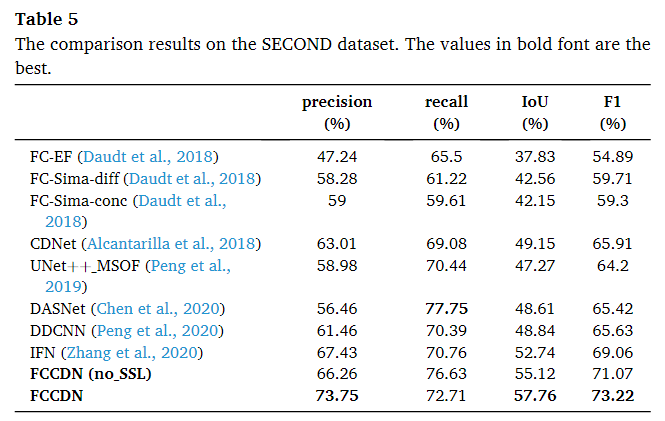 Table 5
The comparison results on the SECOND dataset. The values in bold font are the
best.
precision recall IoU F1
(%) (%) (%) (%)
FC-EF (Daudt et al., 2018) 47.24 65.5 37.83 54.89
FC-Sima-diff (Daudt et al., 2018) 58.28 61.22 42.56 59.71
FC-Sima-conc (Daudt et al., 59 59.61 42.15 59.3
2018)
CDNet (Alcantarilla et al., 2018) 63.01 69.08 49.15 65.91
UNet++_MSOF (Peng et al., 58.98 70.44 47.27 64.2
2019)
DASNet (Chen et al., 2020) 56.46 77.75 48.61 65.42
DDCNN (Peng et al., 2020) 61.46 70.39 48.84 65.63
IFN (Zhang et al., 2020) 67.43 70.76 52.74 69.06
FCCDN (no_SSL) 66.26 76.63 55.12 71.07
FCCDN 73.75 72.71 57.76 73.22